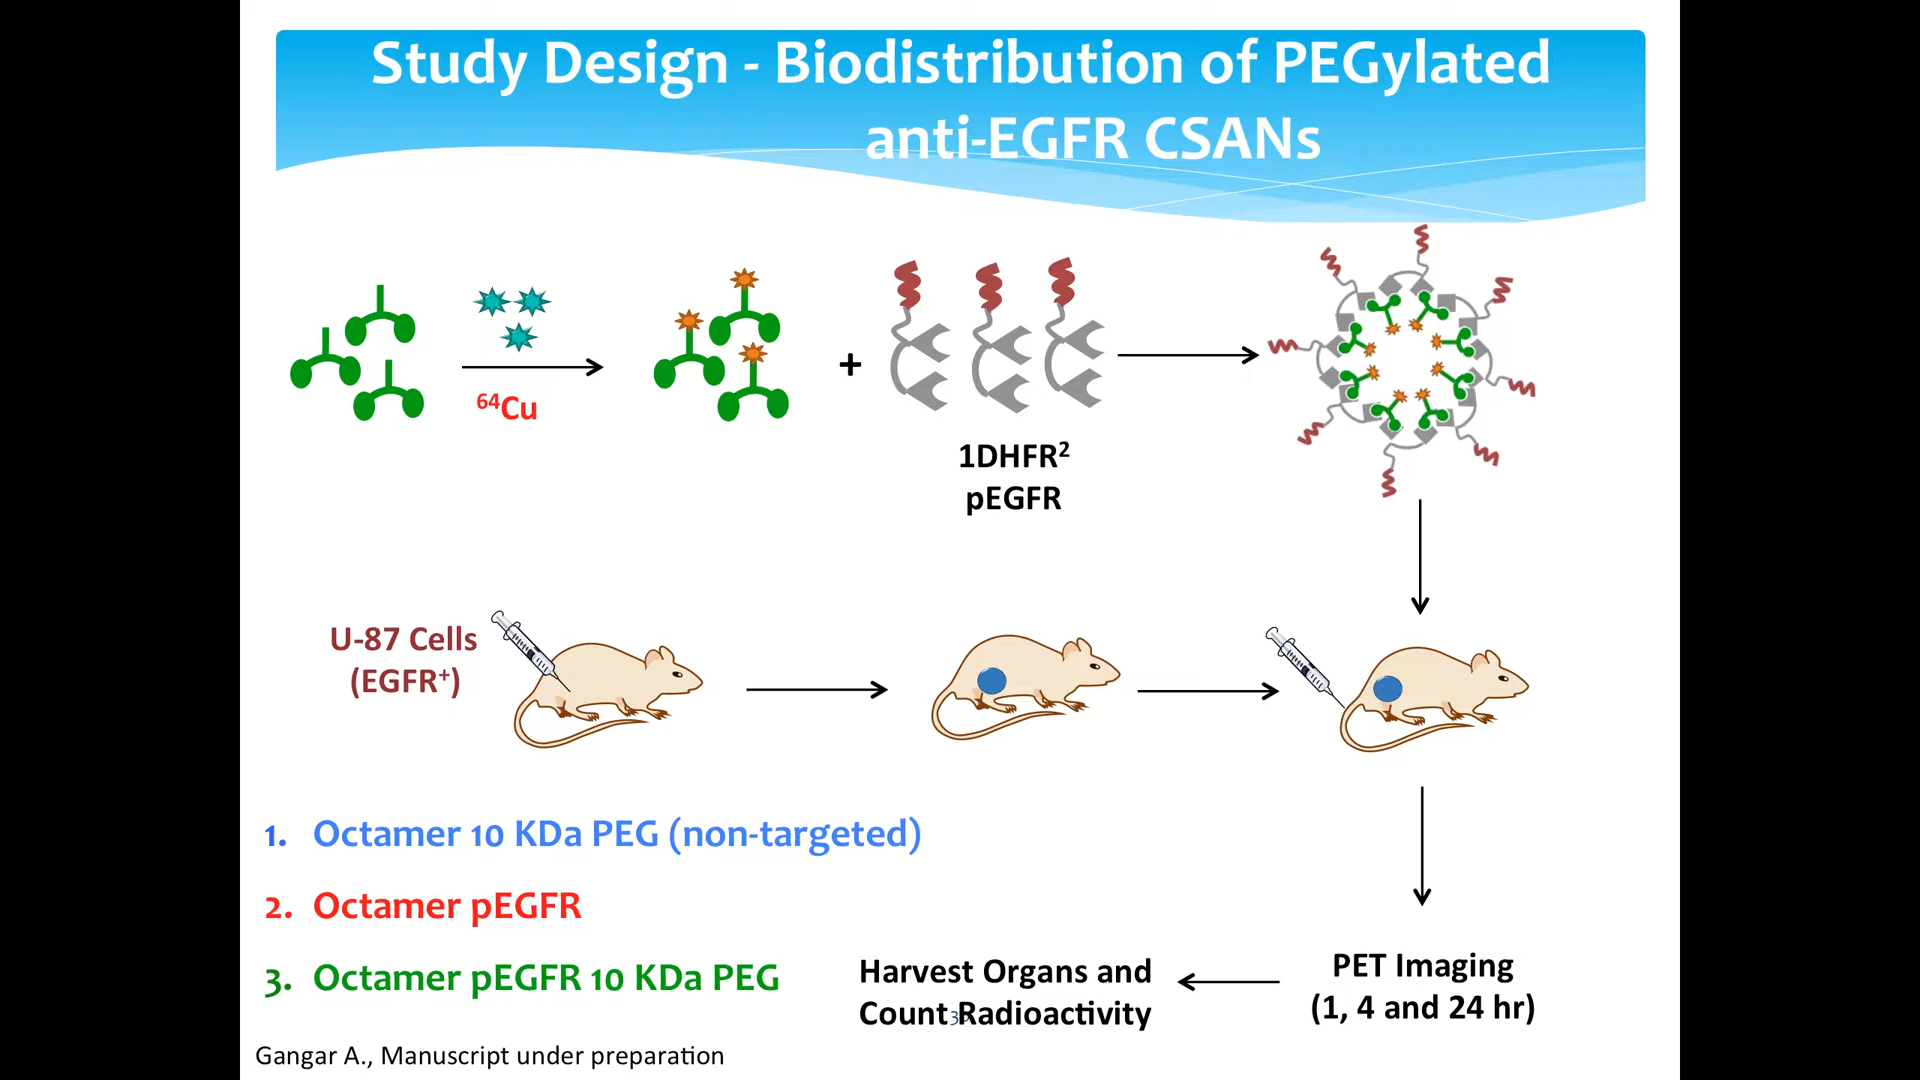 Study Design - Biodistribution of PEGylated
anti-EGFR CSANs
⁶⁴Cu
+
1DHFR²
pEGFR
U-87 Cells
(EGFR⁺)
1. Octamer 10 KDa PEG (non-targeted)
2. Octamer pEGFR
3. Octamer pEGFR 10 KDa PEG
Harvest Organs and
Count Radioactivity
PET Imaging
(1, 4 and 24 hr)
Gangar A., Manuscript under preparation